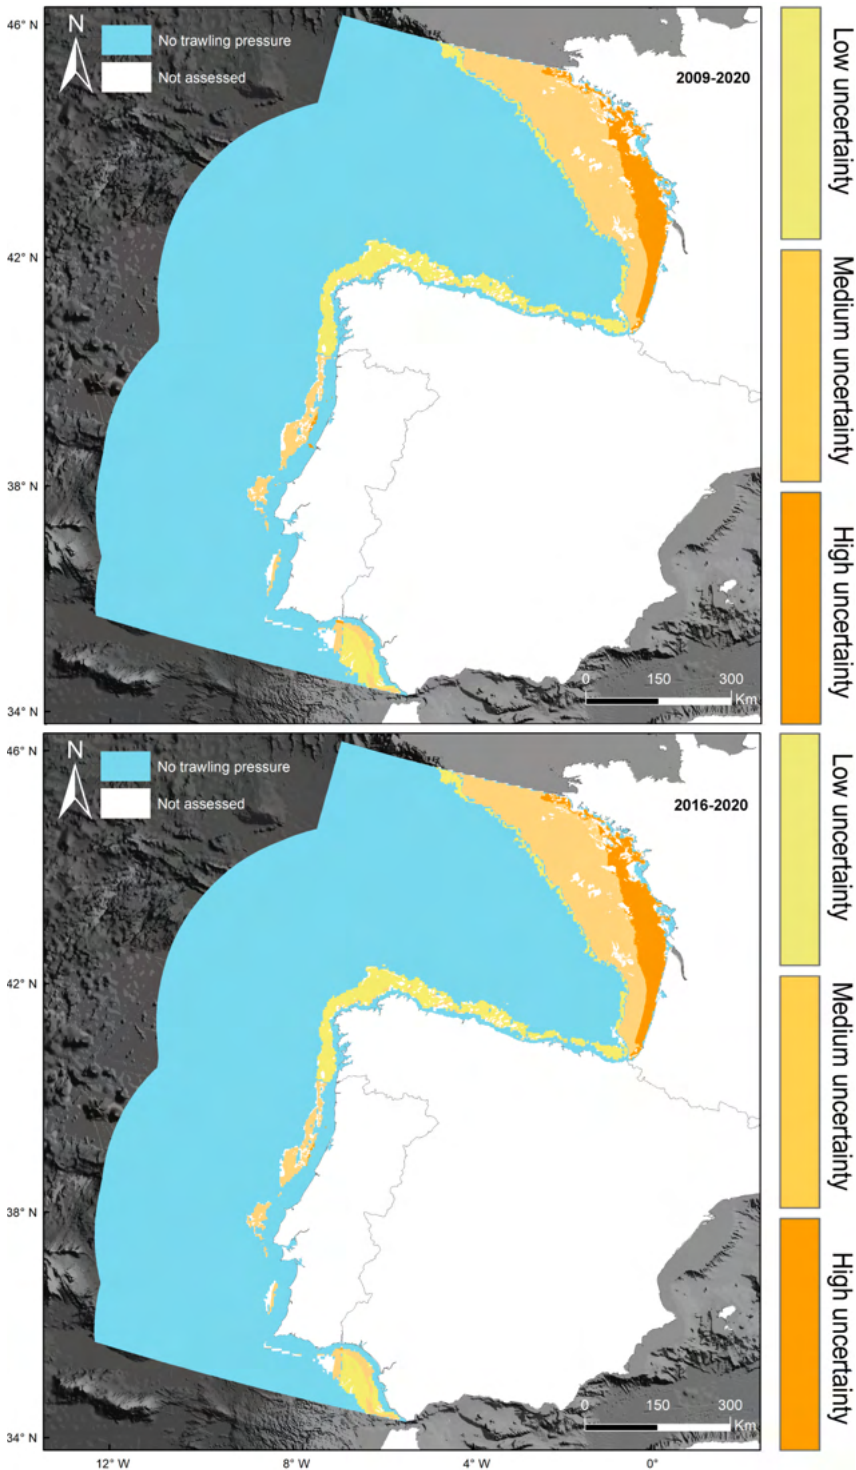 46° N
N
No trawling pressure
Not assessed
2009-2020
42° N
38° N
34° N
0 150 300
Km
Low uncertainty
Medium uncertainty
High uncertainty
46° N
N
No trawling pressure
Not assessed
2016-2020
42° N
38° N
34° N
0 150 300
Km
12° W 8° W 4° W 0°
Low uncertainty
Medium uncertainty
High uncertainty